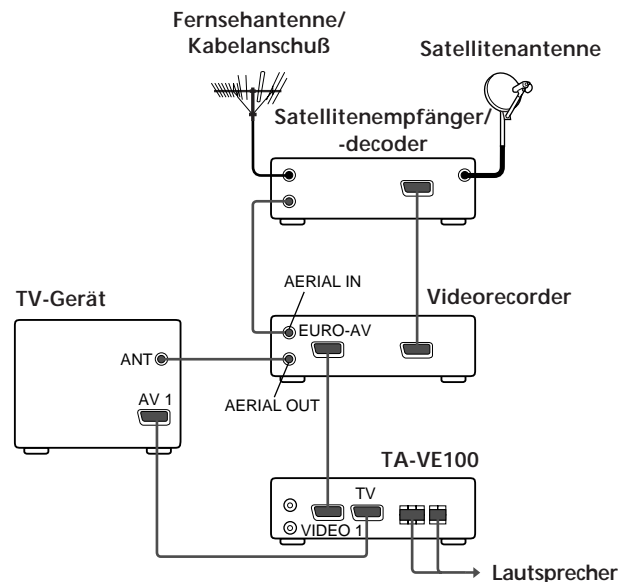 Fernsehantenne/
Kabelanschuß
Satellitenantenne
Satellitenempfänger/
-decoder
AERIAL IN
TV-Gerät
Videorecorder
EURO-AV
ANT
AV 1
AERIAL OUT
TA-VE100
TV
VIDEO 1
Lautsprecher